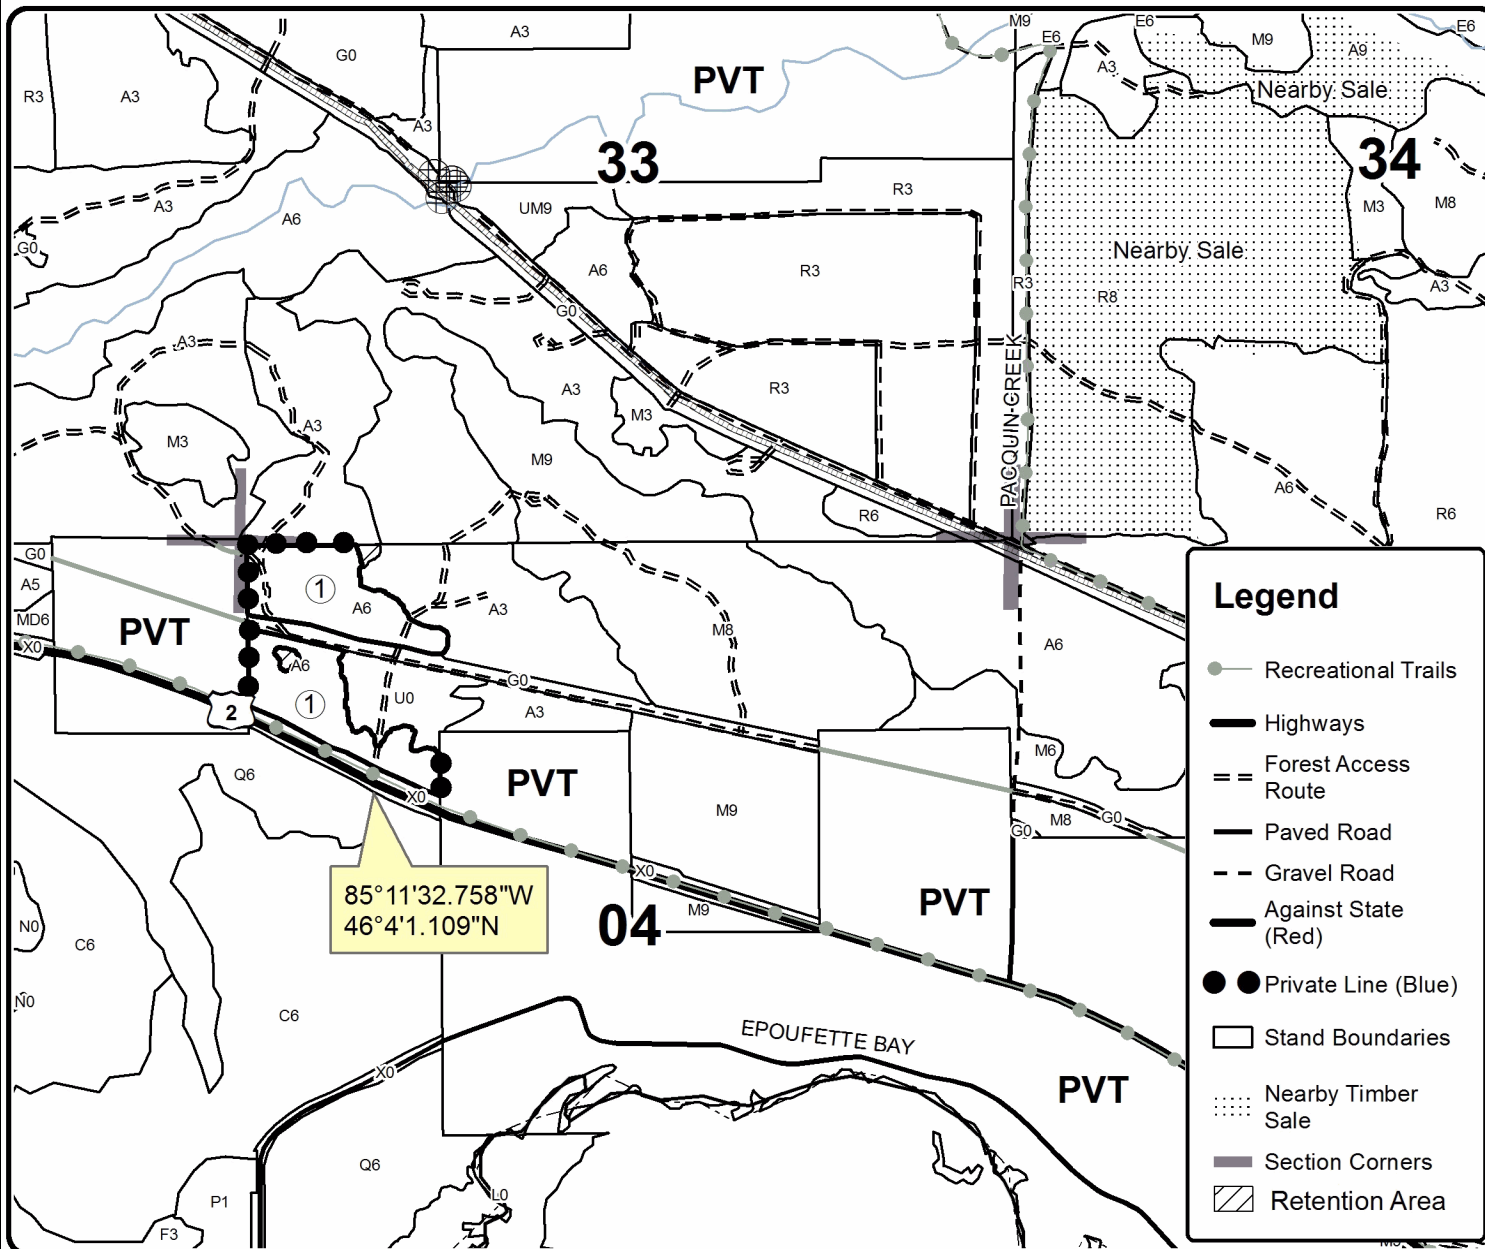 A3
M9
E6
E6
E6
G0
PVT
M9
A9
A3
R3
A3
Nearby Sale
A3
33
34
R3
A3
A6
UM9
M3
M8
G0
Nearby Sale
A6
R3
R3
A3
R8
G0
A3
PACQUIN CREEK
A3
R3
M3
A3
M3
M9
A6
R6
R6
G0
A5
1
A6
A3
MD6
PVT
M8
A6
X0
A6
G0
U0
1
2
A3
M6
Q6
PVT
X0
M9
M8
G0
G0
X0
85°11'32.758"W
46°4'1.109"N
M9
PVT
04
N0
C6
N0
C6
EPOUFETTE BAY
X0
PVT
Q6
L0
P1
F3
Legend
Recreational Trails
Highways
Forest Access
Route
Paved Road
Gravel Road
Against State
(Red)
Private Line (Blue)
Stand Boundaries
Nearby Timber
Sale
Section Corners
Retention Area